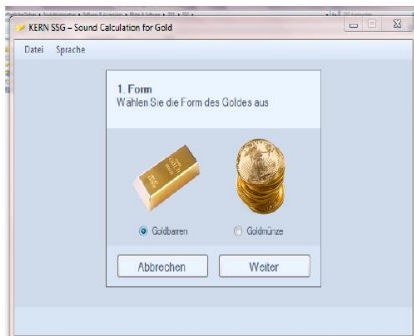 KERN SSG – Sound Calculation for Gold
Datei Sprache
1. Form
Wählen Sie die Form des Goldes aus
Goldbarren Goldmünze
Abbrechen Weiter